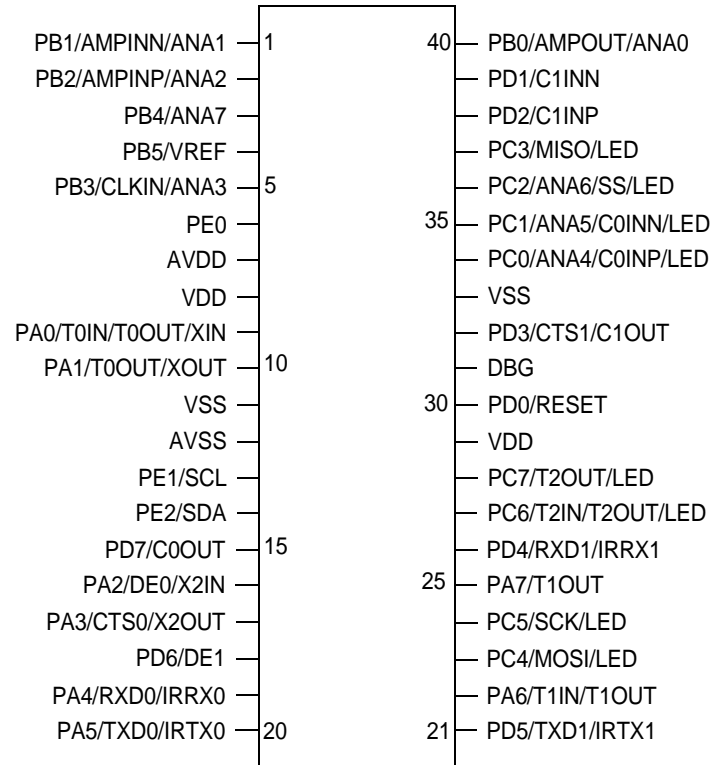 PB1/AMPINN/ANA1 1 40 PB0/AMPOUT/ANA0
PB2/AMPINP/ANA2 PD1/C1INN
PB4/ANA7 PD2/C1INP
PB5/VREF PC3/MISO/LED
PB3/CLKIN/ANA3 5 PC2/ANA6/SS/LED
PE0 35 PC1/ANA5/C0INN/LED
AVDD PC0/ANA4/C0INP/LED
VDD VSS
PA0/T0IN/T0OUT/XIN PD3/CTS1/C1OUT
PA1/T0OUT/XOUT 10 DBG
VSS 30 PD0/RESET
AVSS VDD
PE1/SCL PC7/T2OUT/LED
PE2/SDA PC6/T2IN/T2OUT/LED
PD7/C0OUT 15 PD4/RXD1/IRRX1
PA2/DE0/X2IN 25 PA7/T1OUT
PA3/CTS0/X2OUT PC5/SCK/LED
PD6/DE1 PC4/MOSI/LED
PA4/RXD0/IRRX0 PA6/T1IN/T1OUT
PA5/TXD0/IRTX0 20 21 PD5/TXD1/IRTX1